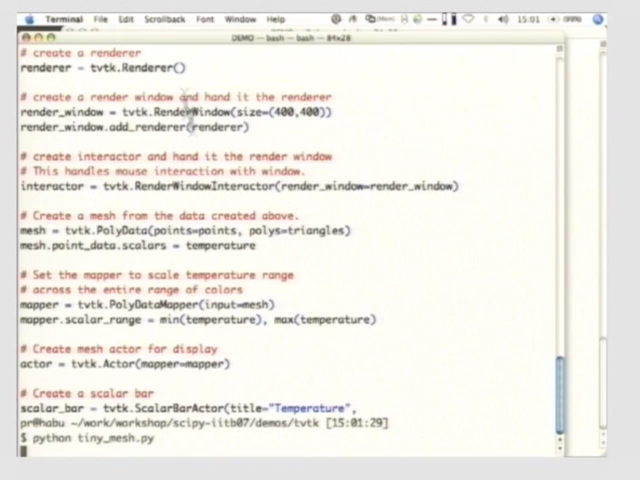 Terminal File Edit Scrollback Font Window Help 15:01
DEMO — bash — bash — 84x28
# create a renderer
renderer = tvtk.Renderer()
# create a render window and hand it the renderer
render_window = tvtk.RenderWindow(size=(400,400))
render_window.add_renderer(renderer)
# create interactor and hand it the render window
# This handles mouse interaction with window.
interactor = tvtk.RenderWindowInteractor(render_window=render_window)
# Create a mesh from the data created above.
mesh = tvtk.PolyData(points=points, polys=triangles)
mesh.point_data.scalars = temperature
# Set the mapper to scale temperature range
# across the entire range of colors
mapper = tvtk.PolyDataMapper(input=mesh)
mapper.scalar_range = min(temperature), max(temperature)
# Create mesh actor for display
actor = tvtk.Actor(mapper=mapper)
# Create a scalar bar
scalar_bar = tvtk.ScalarBarActor(title="Temperature",
pr@habu ~/work/workshop/scipy-iitb07/demos/tvtk [15:01:29]
$ python tiny_mesh.py